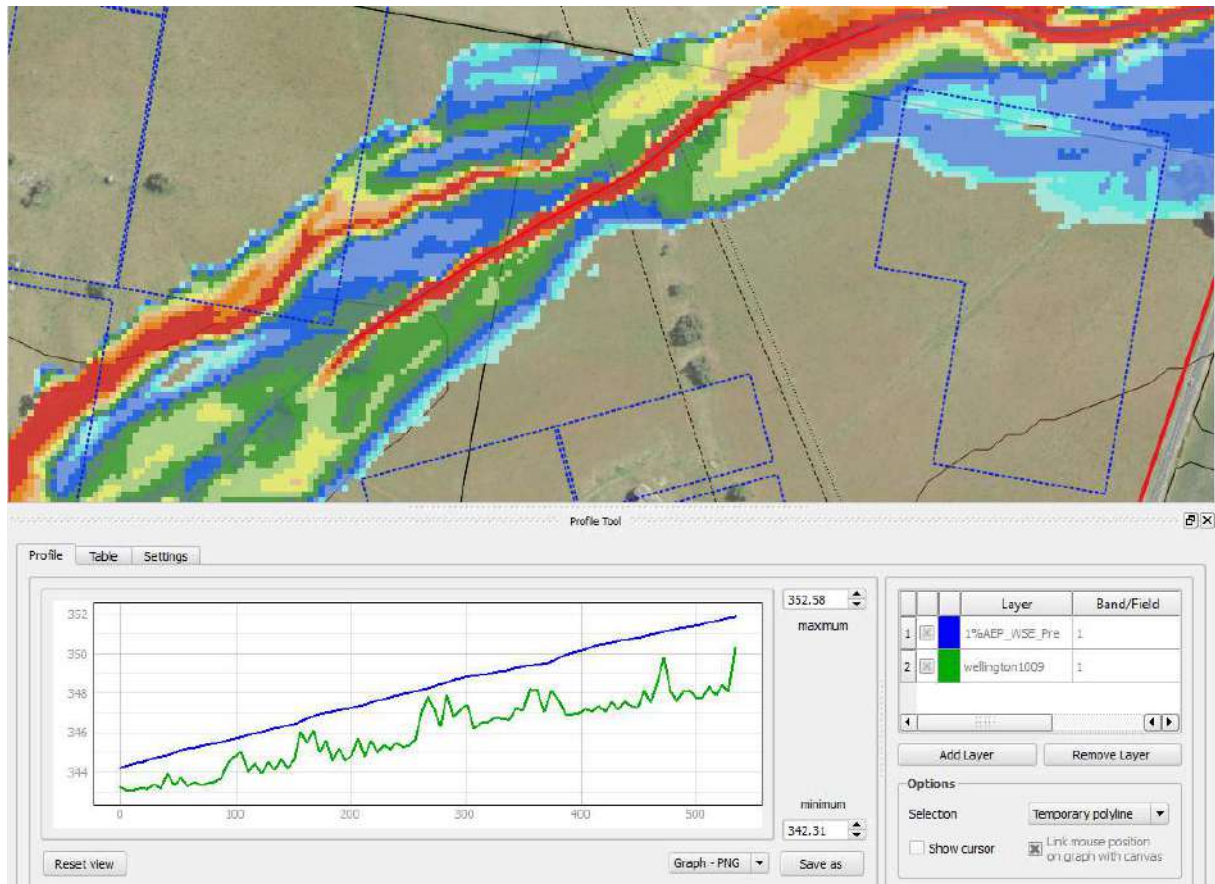 Profile Tool
Profile Table Settings
352
350
348
346
344
0 100 200 300 400 500
352.58
maximum
minimum
342.31
Layer Band/Field
1 1%AEP_WSE_Pre 1
2 wellington1009 1
Add Layer Remove Layer
Options
Selection Temporary polyline
Show cursor Link mouse position
on graph with canvas
Reset view Graph - PNG Save as